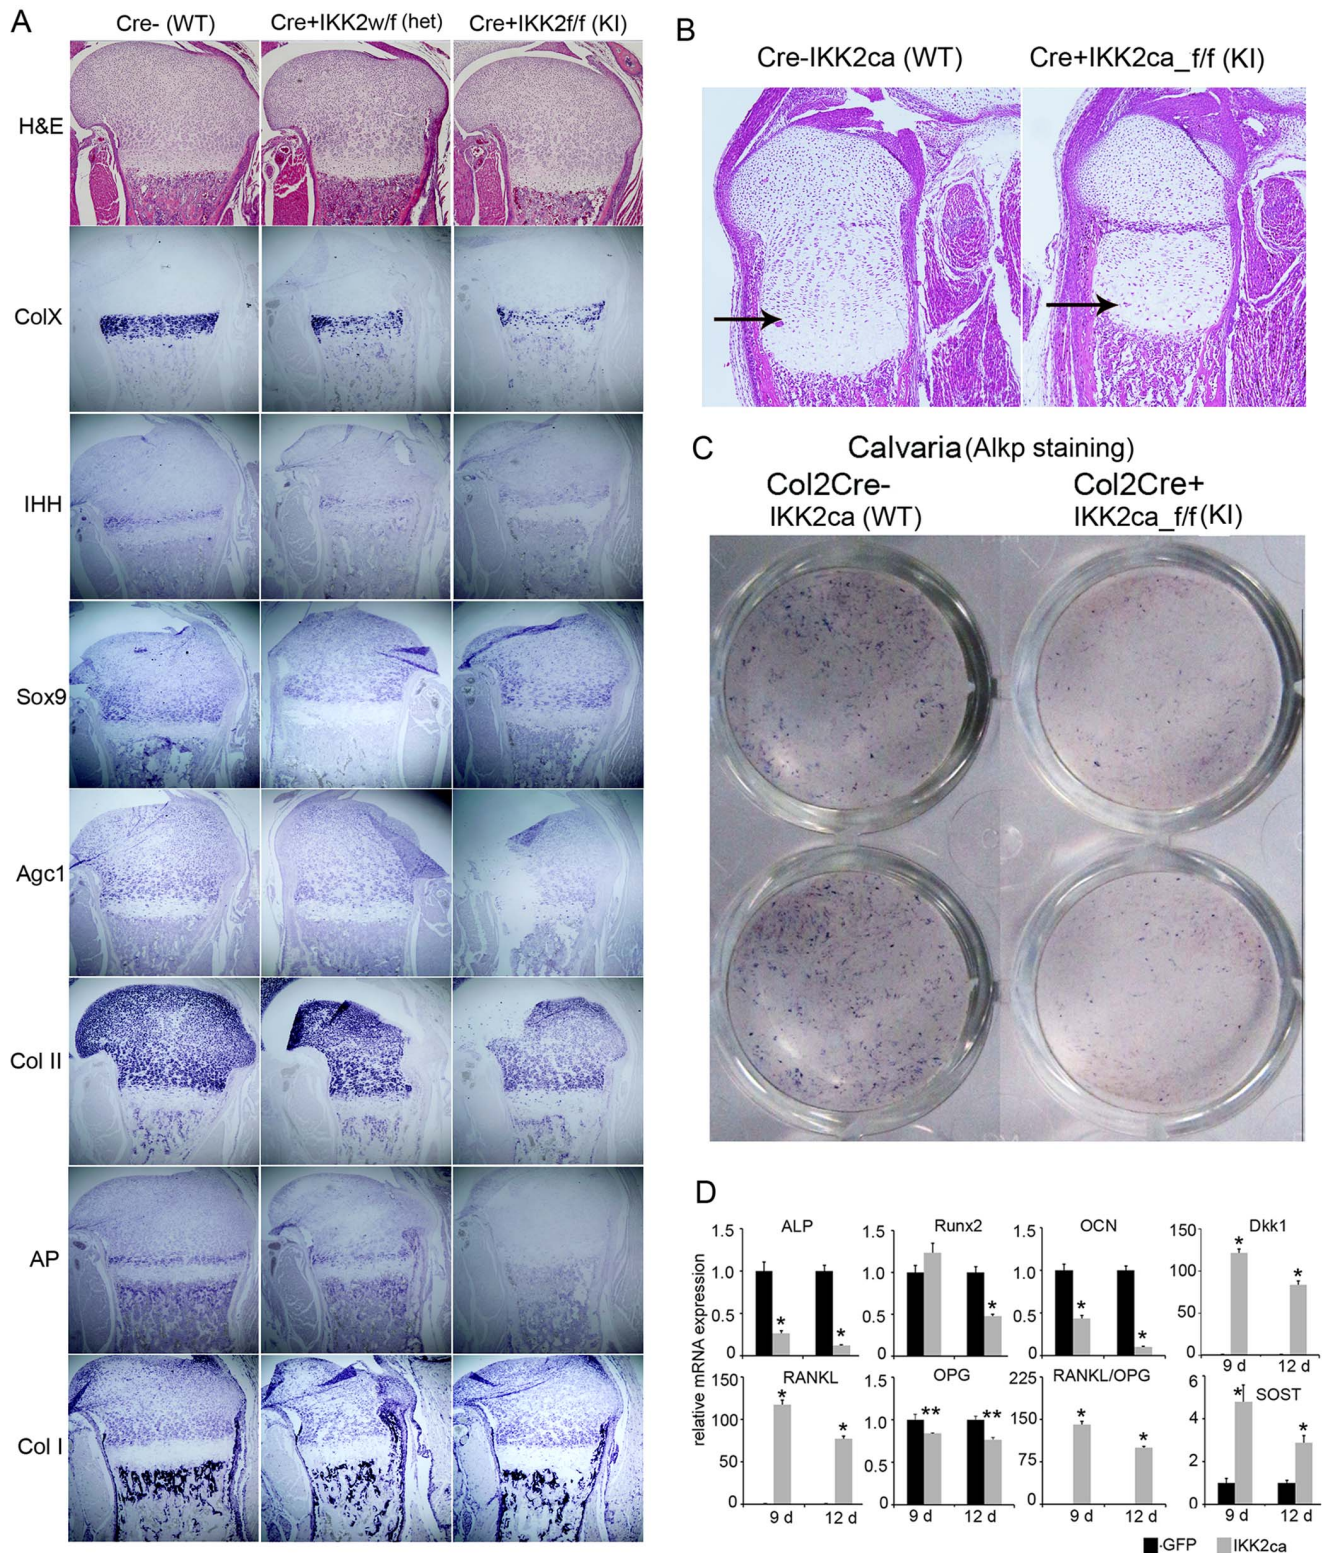 A
Cre- (WT)
Cre+IKK2w/f (het)
Cre+IKK2f/f (KI)
H&E
ColX
IHH
Sox9
Agc1
Col II
AP
Col I
B
Cre-IKK2ca (WT)
Cre+IKK2ca_f/f (KI)
C
Calvaria (Alkp staining)
Col2Cre-
IKK2ca (WT)
Col2Cre+
IKK2ca_f/f (KI)
D
relative mRNA expression
ALP
1.5
1.0
0.5
0
*
*
Runx2
1.5
1.0
0.5
0
*
OCN
1.5
1.0
0.5
0
*
*
Dkk1
150
100
50
0
*
*
9 d 12 d
RANKL
150
100
50
0
*
*
9 d 12 d
OPG
1.5
1.0
0.5
0.0
**
**
9 d 12 d
RANKL/OPG
225
150
75
0
*
*
9 d 12 d
SOST
6
4
2
0
*
*
9 d 12 d
GFP
IKK2ca